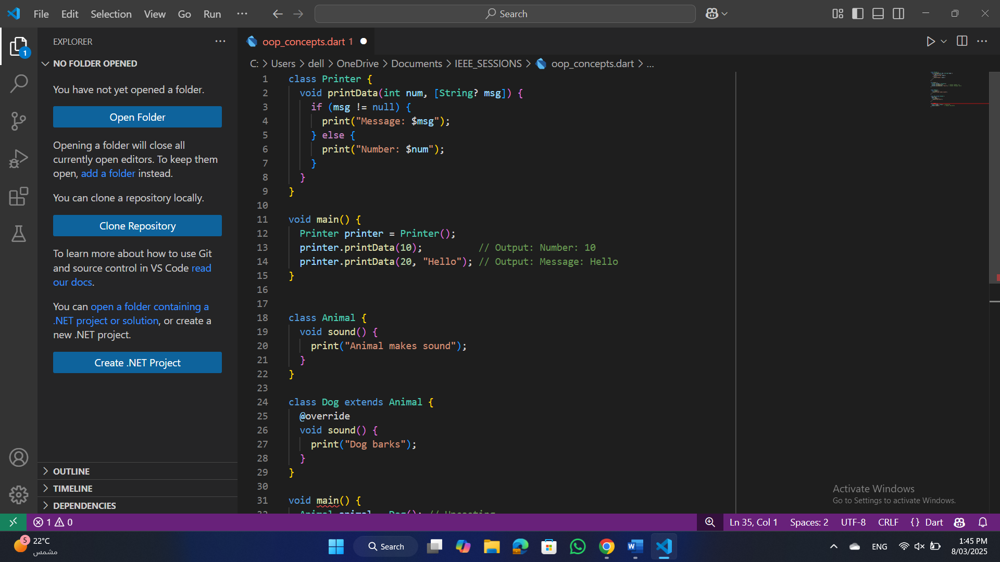 File Edit Selection View Go Run ··· Search
EXPLORER ···
1
NO FOLDER OPENED
You have not yet opened a folder.
Open Folder
Opening a folder will close all
currently open editors. To keep them
open, add a folder instead.
You can clone a repository locally.
Clone Repository
To learn more about how to use Git
and source control in VS Code read
our docs.
You can open a folder containing a
.NET project or solution, or create a
new .NET project.
Create .NET Project
OUTLINE
TIMELINE
DEPENDENCIES
oop_concepts.dart 1
C: > Users > dell > OneDrive > Documents > IEEE_SESSIONS > oop_concepts.dart > ...
1 class Printer {
2 void printData(int num, [String? msg]) {
3 if (msg != null) {
4 print("Message: $msg");
5 } else {
6 print("Number: $num");
7 }
8 }
9 }
10
11 void main() {
12 Printer printer = Printer();
13 printer.printData(10); // Output: Number: 10
14 printer.printData(20, "Hello"); // Output: Message: Hello
15 }
16
17
18 class Animal {
19 void sound() {
20 print("Animal makes sound");
21 }
22 }
23
24 class Dog extends Animal {
25 @override
26 void sound() {
27 print("Dog barks");
28 }
29 }
30
31 void main() {
32 Animal animal = Dog(); // Upcasting
Activate Windows
Go to Settings to activate Windows.
1 0 Ln 35, Col 1 Spaces: 2 UTF-8 CRLF {} Dart
5 22°C
مشمس
Search
ENG
1:45 PM
8/03/2025